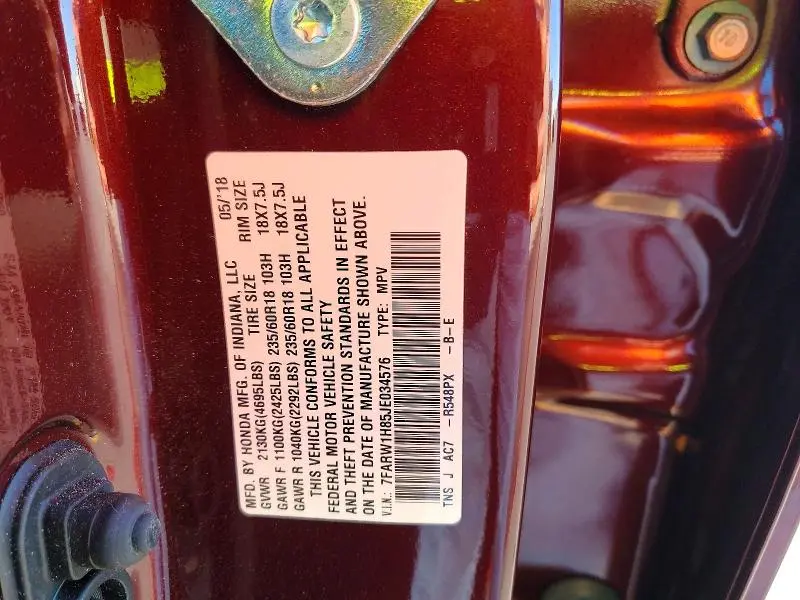 MFD. BY HONDA MFG. OF INDIANA, LLC 05/'18
GVWR 2130KG(4695LBS) TIRE SIZE RIM SIZE
GAWR F 1100KG(2425LBS) 235/60R18 103H 18X7.5J
GAWR R 1040KG(2292LBS) 235/60R18 103H 18X7.5J
THIS VEHICLE CONFORMS TO ALL APPLICABLE
FEDERAL MOTOR VEHICLE SAFETY
AND THEFT PREVENTION STANDARDS IN EFFECT
ON THE DATE OF MANUFACTURE SHOWN ABOVE.
V.I.N.: 7FARW1H85JE034576 TYPE: MPV
TNS J AC7 -R548PX -B-E